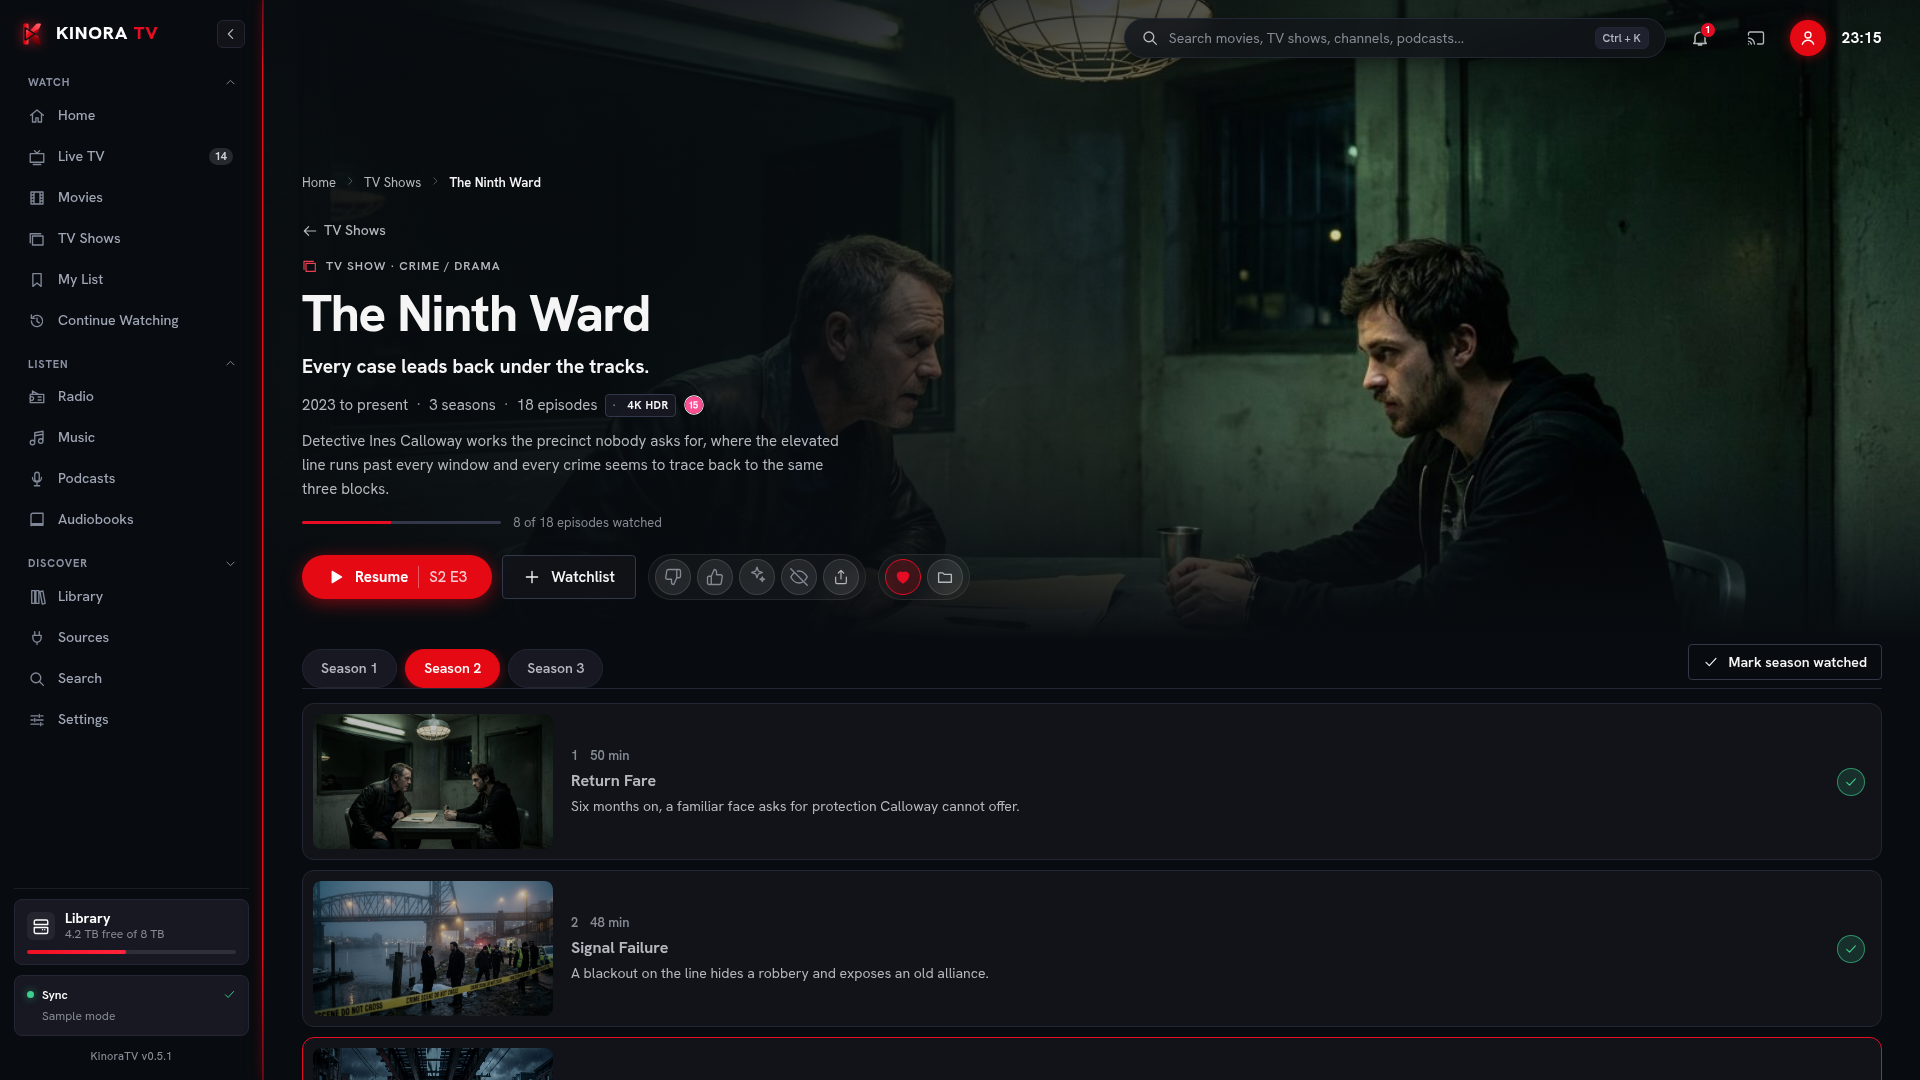 KINORA TV
WATCH
Home
Live TV 14
Movies
TV Shows
My List
Continue Watching
LISTEN
Radio
Music
Podcasts
Audiobooks
DISCOVER
Library
Sources
Search
Settings
Library
4.2 TB free of 8 TB
Sync
Sample mode
KinoraTV v0.5.1
Search movies, TV shows, channels, podcasts... Ctrl + K
1
23:15
Home TV Shows The Ninth Ward
TV Shows
TV SHOW · CRIME / DRAMA
The Ninth Ward
Every case leads back under the tracks.
2023 to present · 3 seasons · 18 episodes · 4K HDR 15
Detective Ines Calloway works the precinct nobody asks for, where the elevated
line runs past every window and every crime seems to trace back to the same
three blocks.
8 of 18 episodes watched
Resume S2 E3
Watchlist
Season 1 Season 2 Season 3
Mark season watched
1 50 min
Return Fare
Six months on, a familiar face asks for protection Calloway cannot offer.
2 48 min
Signal Failure
A blackout on the line hides a robbery and exposes an old alliance.
DO NOT CROSS CRIME SCENE DO NOT CROSS